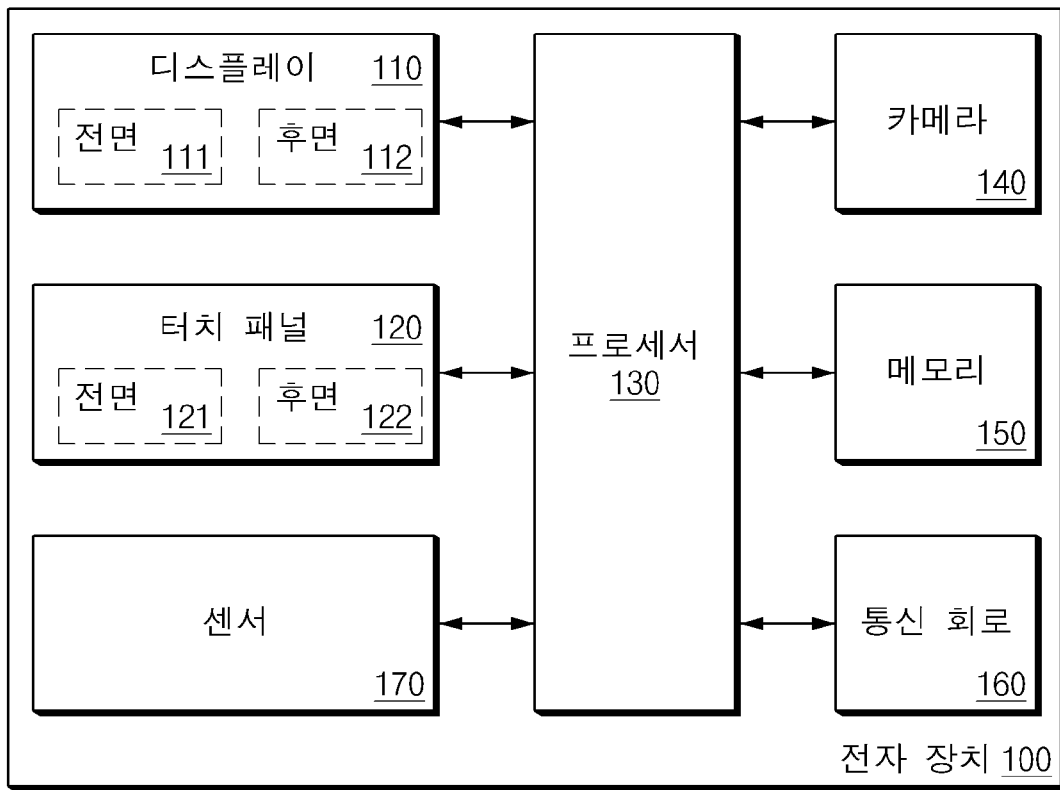 디스플레이 110
전면 111
후면 112
터치 패널 120
전면 121
후면 122
센서
170
프로세서
130
카메라
140
메모리
150
통신 회로
160
전자 장치 100